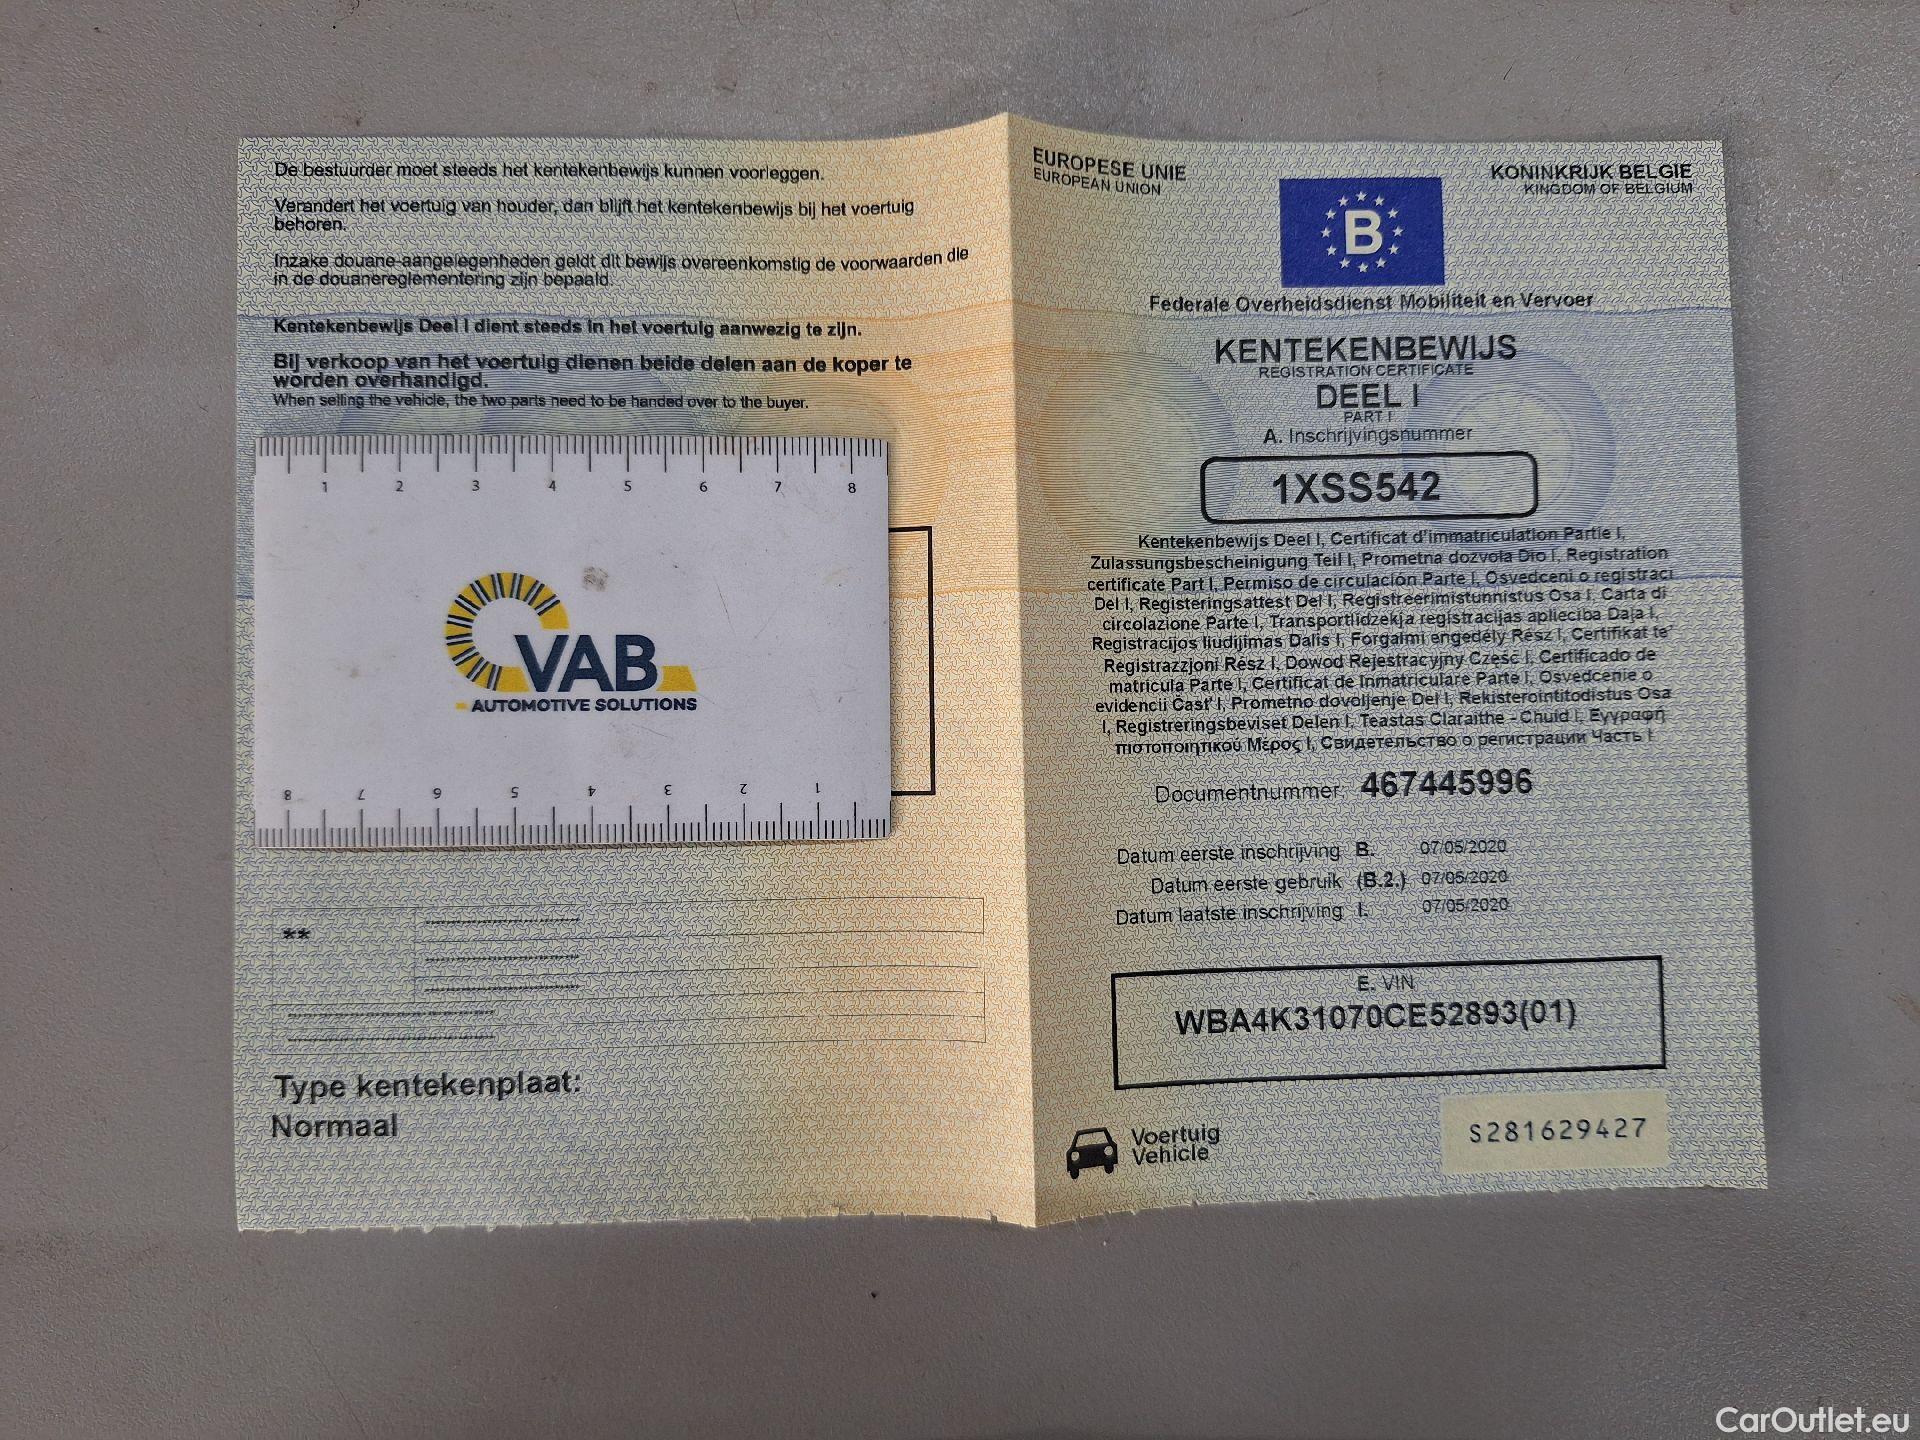 De bestuurder moet steeds het kentekenbewijs kunnen voorleggen.
Verandert het voertuig van houder, dan blijft het kentekenbewijs bij het voertuig
behoren.
Inzake douane-aangelegenheden geldt dit bewijs overeenkomstig de voorwaarden die
in de douanereglementering zijn bepaald.
Kentekenbewijs Deel I dient steeds in het voertuig aanwezig te zijn.
Bij verkoop van het voertuig dienen beide delen aan de koper te
worden overhandigd.
When selling the vehicle, the two parts need to be handed over to the buyer.
1 2 3 4 5 6 7 8
VAB
AUTOMOTIVE SOLUTIONS
8 7 6 5 4 3 2 1
**
Type kentekenplaat:
Normaal
EUROPESE UNIE
EUROPEAN UNION
KONINKRIJK BELGIE
KINGDOM OF BELGIUM
B
Federale Overheidsdienst Mobiliteit en Vervoer
KENTEKENBEWIJS
REGISTRATION CERTIFICATE
DEEL I
PART I
A. Inschrijvingsnummer
1XSS542
Kentekenbewijs Deel I, Certificat d'immatriculation Partie I,
Zulassungsbescheinigung Teil I, Prometna dozvola Dio I, Registration
certificate Part I, Permiso de circulación Parte I, Osvedceni o registraci
Del I, Registeringsattest Del I, Registreerimistunnistus Osa I, Carta di
circolazione Parte I, Transportlidzekja registracijas aplieciba Daja I,
Registracijos liudijimas Dalis I, Forgalmi engedély Rész I, Certifikat te'
Registrazzjoni Résż I, Dowod Rejestracyjny Część I, Certificado de
matricula Parte I, Certificat de Inmatriculare Parte I, Osvedcenie o
evidencii Časť I, Prometno dovoljenje Del I, Rekisterointitodistus Osa
I, Registreringsbeviset Delen I, Teastas Claraithe - Chuid I, Εγγραφή
πιστοποιητικού Μέρος I, Свидетельство о регистрации Часть I
Documentnummer: 467445996
Datum eerste inschrijving B. 07/05/2020
Datum eerste gebruik (B.2.) 07/05/2020
Datum laatste inschrijving I. 07/05/2020
E. VIN
WBA4K31070CE52893(01)
Voertuig
Vehicle
S281629427
CarOutlet.eu